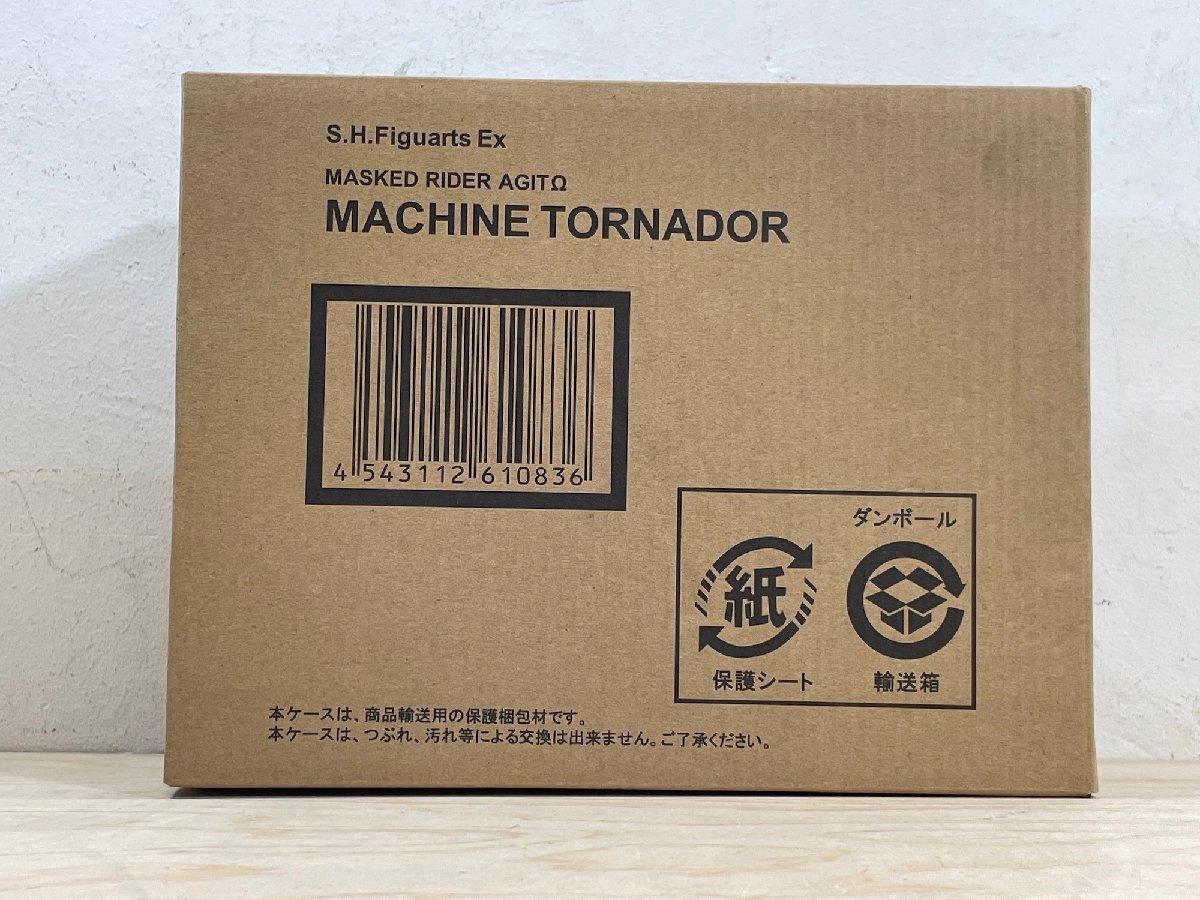 S.H.Figuarts Ex
MASKED RIDER AGITΩ
MACHINE TORNADOR
4 543112 610836
ダンボール
紙
保護シート 輸送箱
本ケースは、商品輸送用の保護梱包材です。
本ケースは、つぶれ、汚れ等による交換は出来ません。ご了承ください。